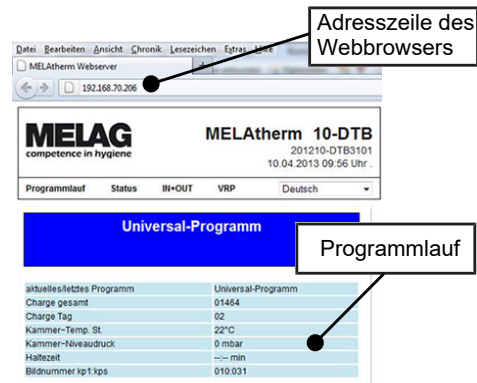 Adresszeile des
Webbrowsers
Datei Bearbeiten Ansicht Chronik Lesezeichen Extras
MELAtherm Webserver
192.168.70.206
MELAG
competence in hygiene
MELAtherm 10-DTB
201210-DTB3101
10.04.2013 09:56 Uhr .
Programmlauf Status IN+OUT VRP Deutsch
Universal-Programm
Programmlauf
aktuelles/letztes Programm Universal-Programm
Charge gesamt 01464
Charge Tag 02
Kammer-Temp. St. 22°C
Kammer-Niveaudruck 0 mbar
Haltezeit --:-- min
Bildnummer kp1:kps 010:031